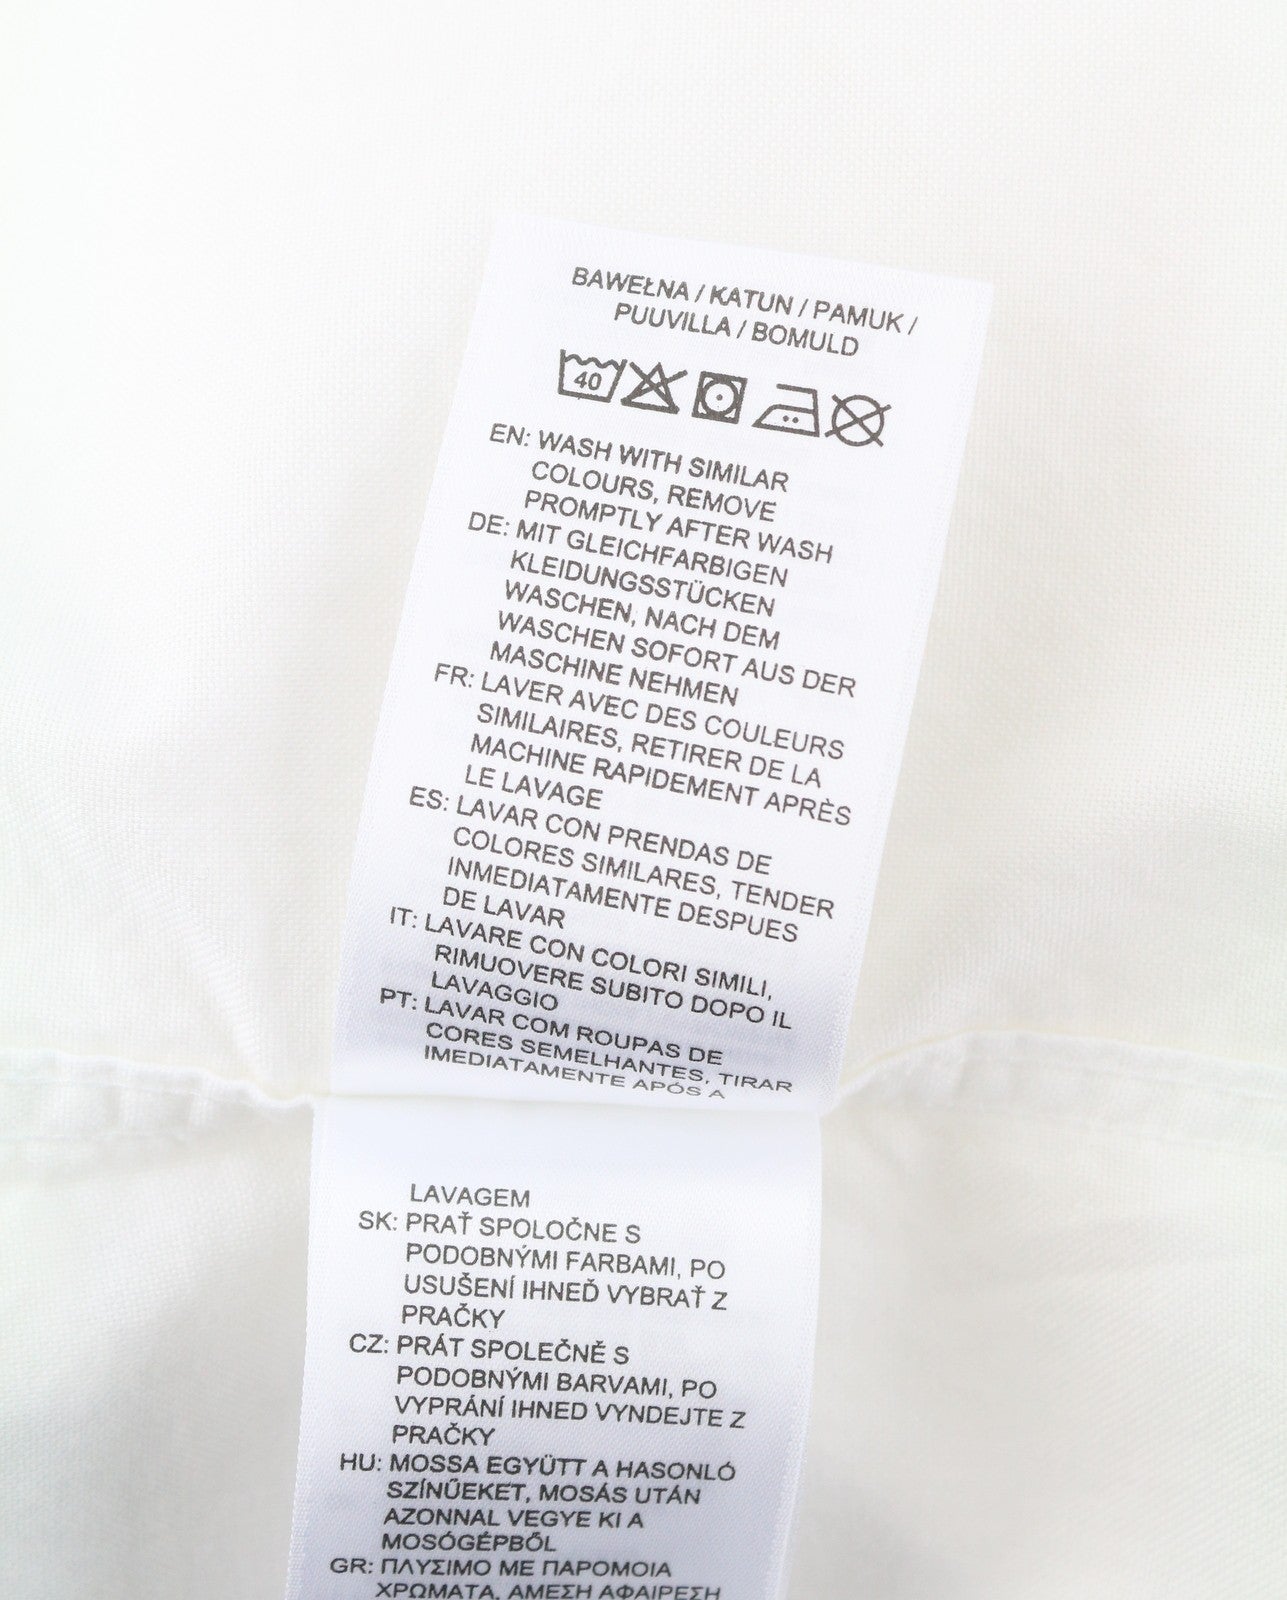 BAWEŁNA / KATUN / PAMUK /
PUUVILLA / BOMULD
40
EN: WASH WITH SIMILAR
COLOURS, REMOVE
PROMPTLY AFTER WASH
DE: MIT GLEICHFARBIGEN
KLEIDUNGSSTÜCKEN
WASCHEN, NACH DEM
WASCHEN SOFORT AUS DER
MASCHINE NEHMEN
FR: LAVER AVEC DES COULEURS
SIMILAIRES, RETIRER DE LA
MACHINE RAPIDEMENT APRÈS
LE LAVAGE
ES: LAVAR CON PRENDAS DE
COLORES SIMILARES, TENDER
INMEDIATAMENTE DESPUES
DE LAVAR
IT: LAVARE CON COLORI SIMILI,
RIMUOVERE SUBITO DOPO IL
LAVAGGIO
PT: LAVAR COM ROUPAS DE
CORES SEMELHANTES, TIRAR
IMEDIATAMENTE APÓS A
LAVAGEM
SK: PRAŤ SPOLOČNE S
PODOBNÝMI FARBAMI, PO
USUŠENÍ IHNEĎ VYBRAŤ Z
PRAČKY
CZ: PRÁT SPOLEČNĚ S
PODOBNÝMI BARVAMI, PO
VYPRÁNÍ IHNED VYNDEJTE Z
PRAČKY
HU: MOSSA EGYÜTT A HASONLÓ
SZÍNŰEKET, MOSÁS UTÁN
AZONNAL VEGYE KI A
MOSÓGÉPBŐL
GR: ΠΛΥΣΙΜΟ ΜΕ ΠΑΡΟΜΟΙΑ
ΧΡΩΜΑΤΑ, ΑΜΕΣΗ ΑΦΑΙΡΕΣΗ